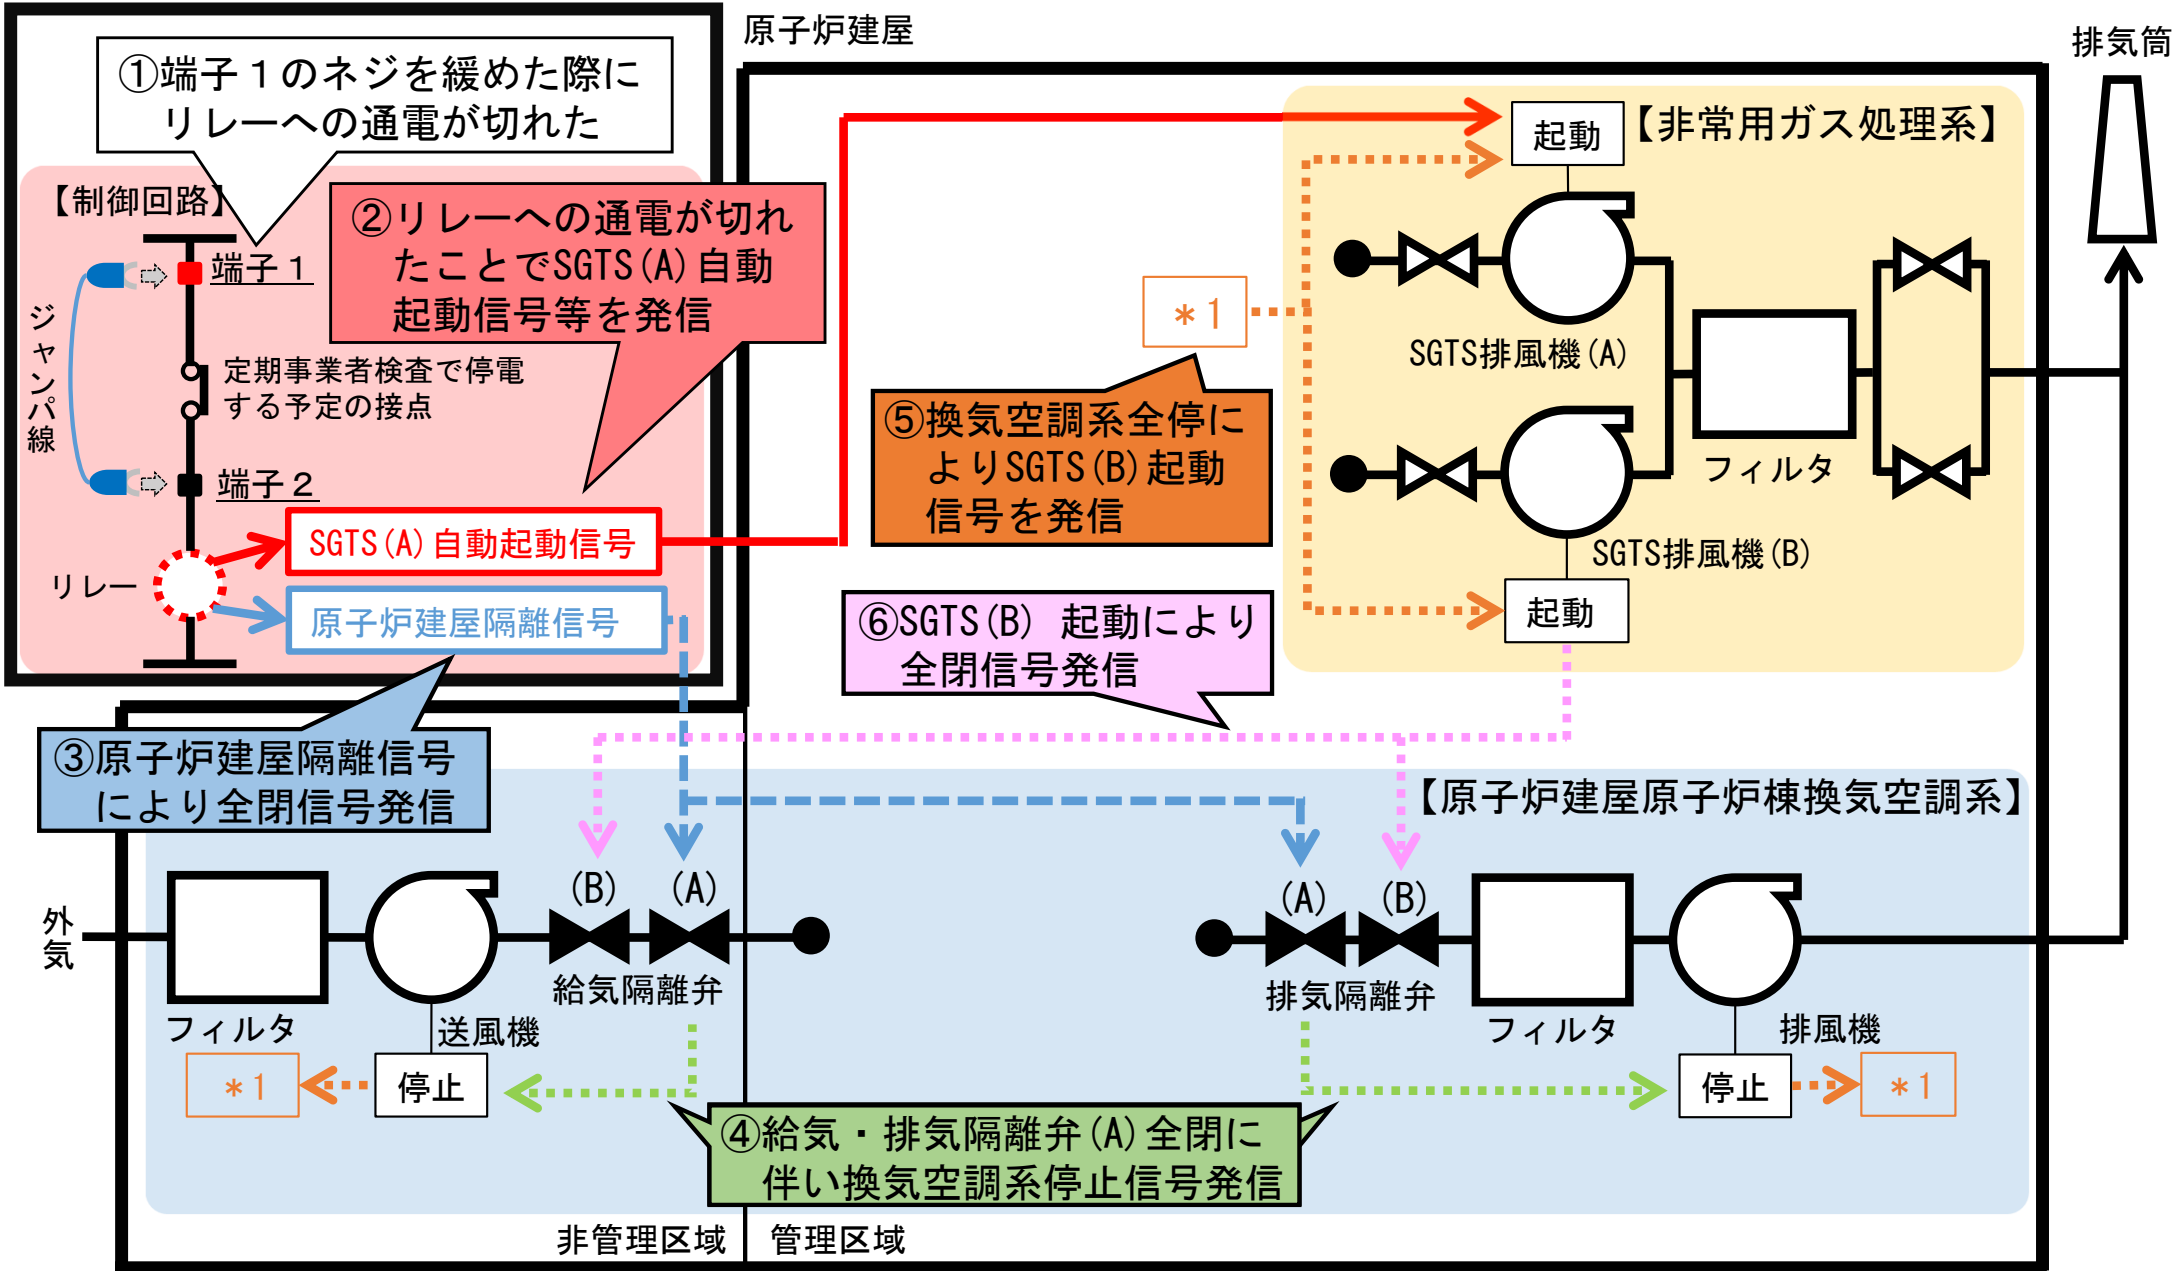 原子炉建屋
排気筒
①端子１のネジを緩めた際に
リレーへの通電が切れた
【制御回路】
②リレーへの通電が切れ
たことでSGTS(A)自動
起動信号等を発信
端子１
ジャンパ線
定期事業者検査で停電
する予定の接点
端子２
リレー
SGTS(A)自動起動信号
原子炉建屋隔離信号
起動
【非常用ガス処理系】
＊1
SGTS排風機(A)
⑤換気空調系全停に
よりSGTS(B)起動
信号を発信
フィルタ
SGTS排風機(B)
起動
⑥SGTS(B) 起動により
全閉信号発信
③原子炉建屋隔離信号
により全閉信号発信
【原子炉建屋原子炉棟換気空調系】
外気
(B)
(A)
(A)
(B)
給気隔離弁
排気隔離弁
フィルタ
送風機
フィルタ
排風機
＊1
停止
停止
＊1
④給気・排気隔離弁(A)全閉に
伴い換気空調系停止信号発信
非管理区域
管理区域